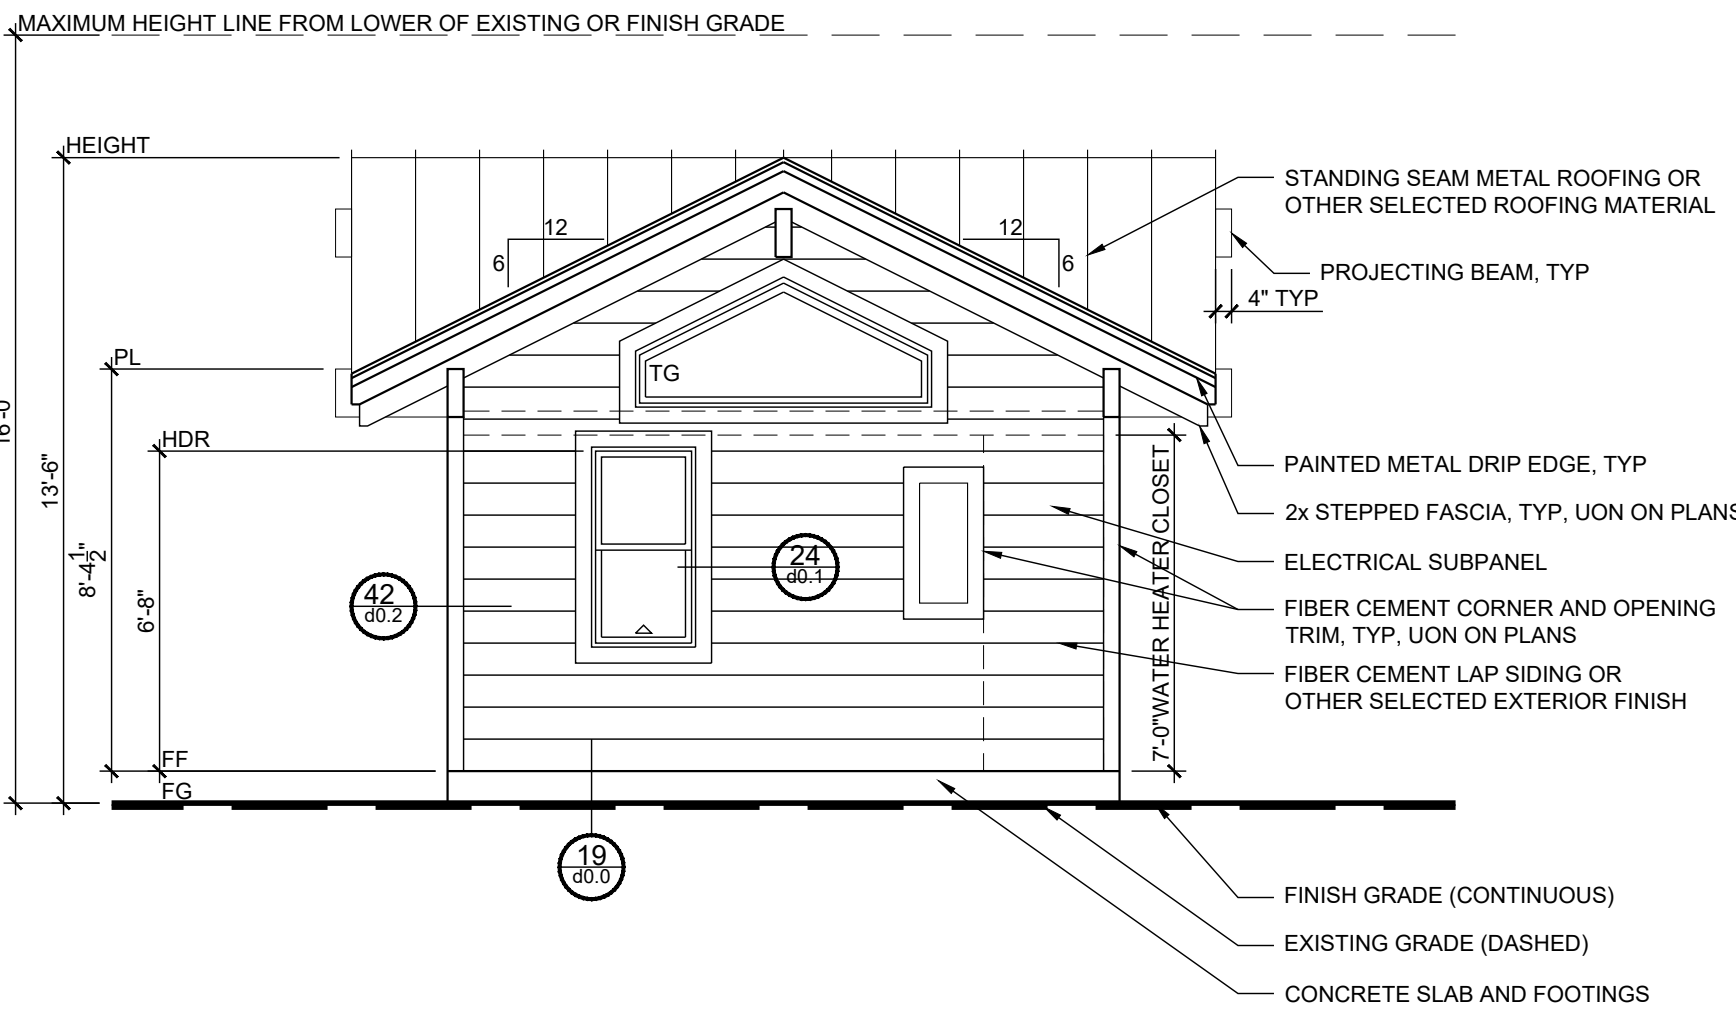 MAXIMUM HEIGHT LINE FROM LOWER OF EXISTING OR FINISH GRADE
HEIGHT
STANDING SEAM METAL ROOFING OR
OTHER SELECTED ROOFING MATERIAL
12
6
12
6
PROJECTING BEAM, TYP
4" TYP
PL
TG
16'-0
HDR
13'-6"
8'-4 1/2"
6'-8"
PAINTED METAL DRIP EDGE, TYP
2x STEPPED FASCIA, TYP, UON ON PLANS
24
d0.1
42
d0.2
7'-0" WATER HEATER CLOSET
ELECTRICAL SUBPANEL
FIBER CEMENT CORNER AND OPENING
TRIM, TYP, UON ON PLANS
FIBER CEMENT LAP SIDING OR
OTHER SELECTED EXTERIOR FINISH
FF
FG
19
d0.0
FINISH GRADE (CONTINUOUS)
EXISTING GRADE (DASHED)
CONCRETE SLAB AND FOOTINGS